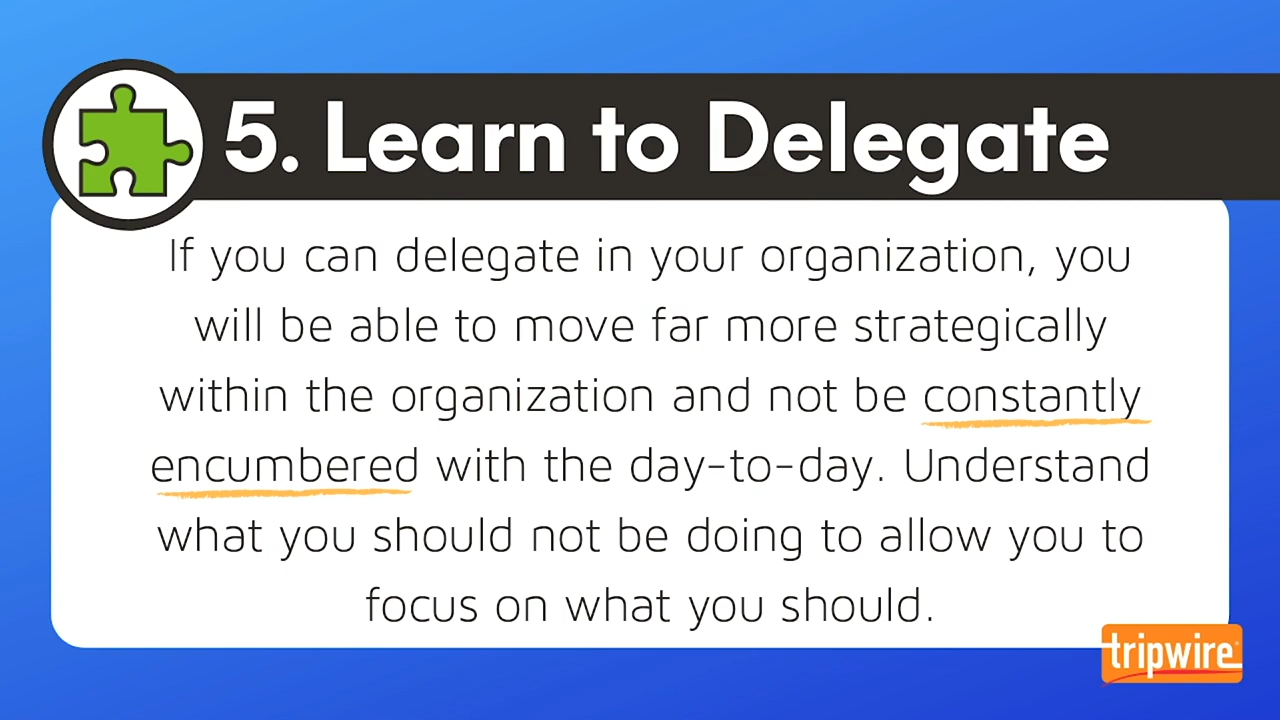 5. Learn to Delegate
If you can delegate in your organization, you
will be able to move far more strategically
within the organization and not be constantly
encumbered with the day-to-day. Understand
what you should not be doing to allow you to
focus on what you should.
tripwire